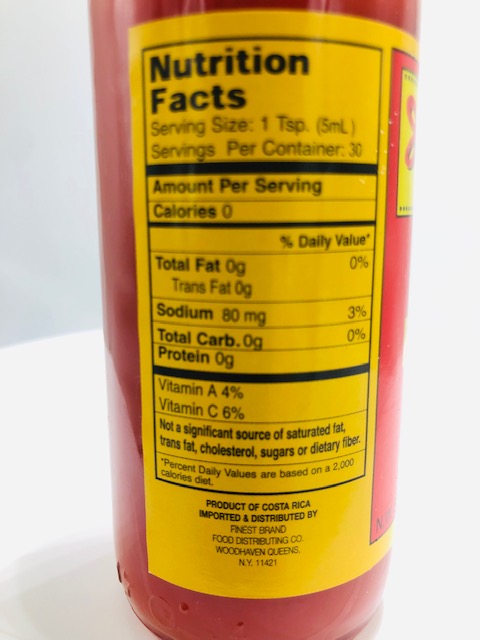 Nutrition
Facts
Serving Size: 1 Tsp. (5mL)
Servings Per Container: 30
Amount Per Serving
Calories 0
% Daily Value*
Total Fat 0g 0%
Trans Fat 0g
Sodium 80 mg 3%
Total Carb. 0g 0%
Protein 0g
Vitamin A 4%
Vitamin C 6%
Not a significant source of saturated fat,
trans fat, cholesterol, sugars or dietary fiber.
*Percent Daily Values are based on a 2,000
calories diet.
PRODUCT OF COSTA RICA
IMPORTED & DISTRIBUTED BY
FINEST BRAND
FOOD DISTRIBUTING CO.
WOODHAVEN QUEENS,
N.Y. 11421